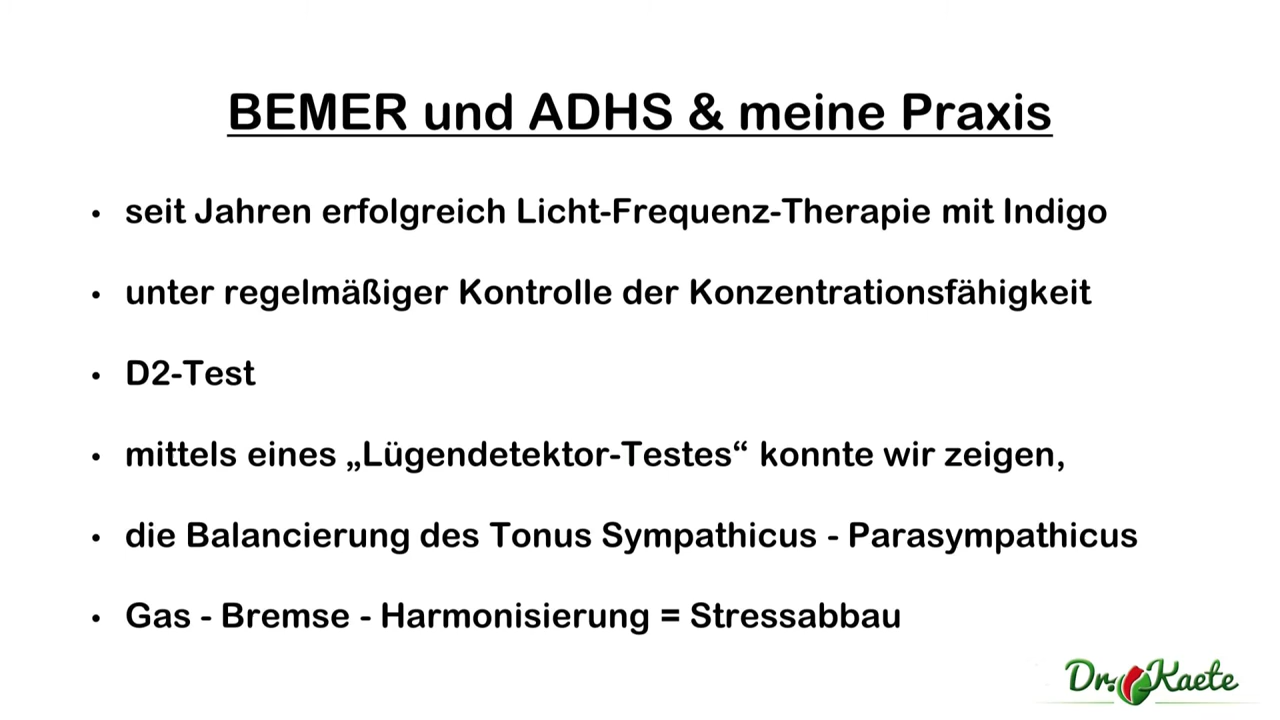 BEMER und ADHS & meine Praxis
• seit Jahren erfolgreich Licht-Frequenz-Therapie mit Indigo
• unter regelmäßiger Kontrolle der Konzentrationsfähigkeit
• D2-Test
• mittels eines „Lügendetektor-Testes“ konnte wir zeigen,
• die Balancierung des Tonus Sympathicus - Parasympathicus
• Gas - Bremse - Harmonisierung = Stressabbau
Dr. Kaete